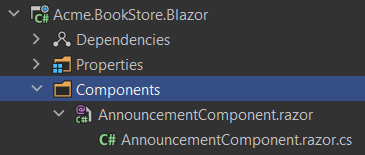 Acme.BookStore.Blazor
Dependencies
Properties
Components
AnnouncementComponent.razor
C# AnnouncementComponent.razor.cs